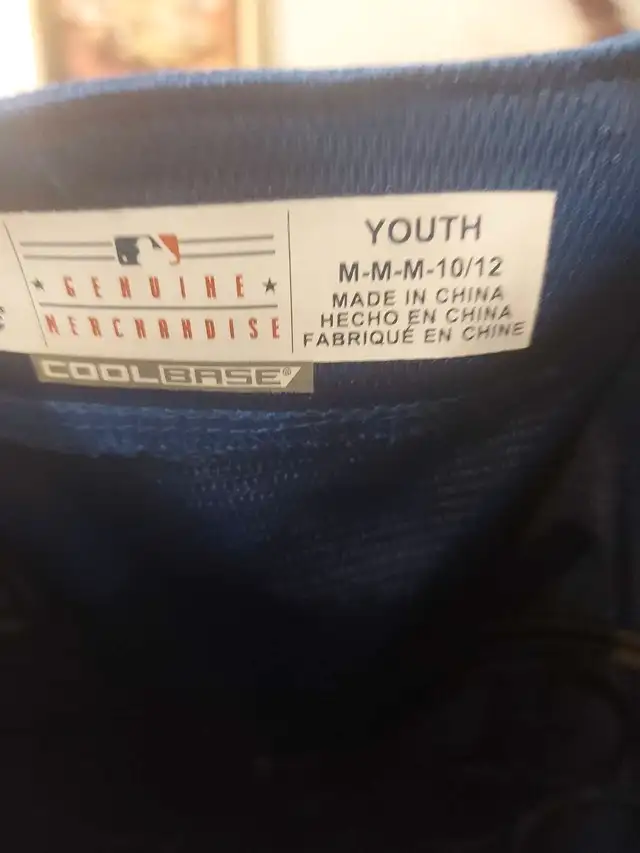 GENUINE
MERCHANDISE
COOLBASE®
YOUTH
M-M-M-10/12
MADE IN CHINA
HECHO EN CHINA
FABRIQUÉ EN CHINE